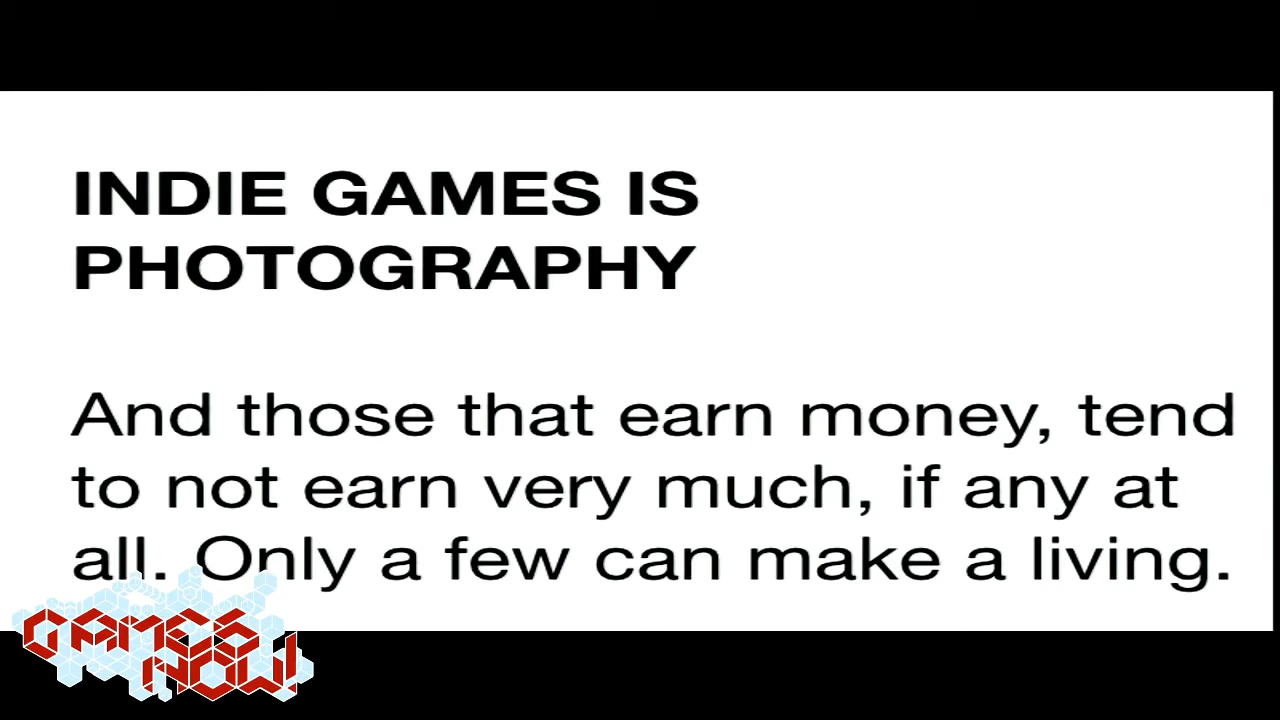 INDIE GAMES IS
PHOTOGRAPHY
And those that earn money, tend
to not earn very much, if any at
all. Only a few can make a living.
GAMES
NOW!